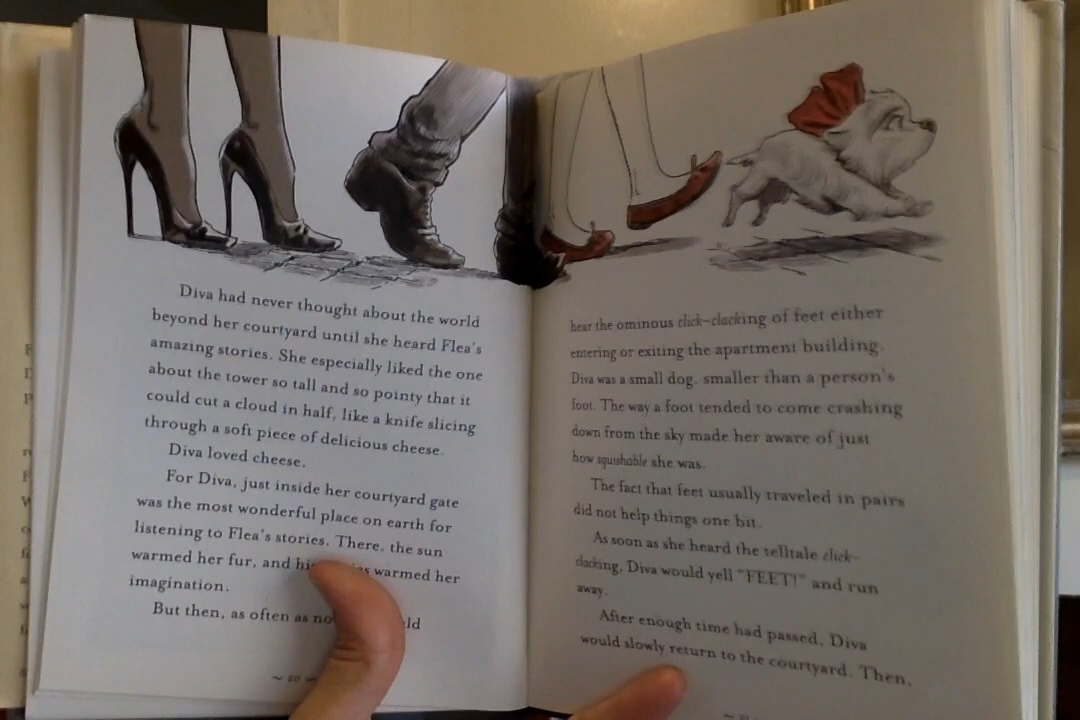 Diva had never thought about the world
beyond her courtyard until she heard Flea's
amazing stories. She especially liked the one
about the tower so tall and so pointy that it
could cut a cloud in half, like a knife slicing
through a soft piece of delicious cheese.
Diva loved cheese.
For Diva, just inside her courtyard gate
was the most wonderful place on earth for
listening to Flea's stories. There, the sun
warmed her fur, and his warmed her
imagination.
But then, as often as
~ 20 ~
hear the ominous click-clacking of feet either
entering or exiting the apartment building.
Diva was a small dog, smaller than a person's
foot. The way a foot tended to come crashing
down from the sky made her aware of just
how squishable she was.
The fact that feet usually traveled in pairs
did not help things one bit.
As soon as she heard the telltale click-
clacking, Diva would yell "FEET!" and run
away.
After enough time had passed, Diva
would slowly return to the courtyard. Then,